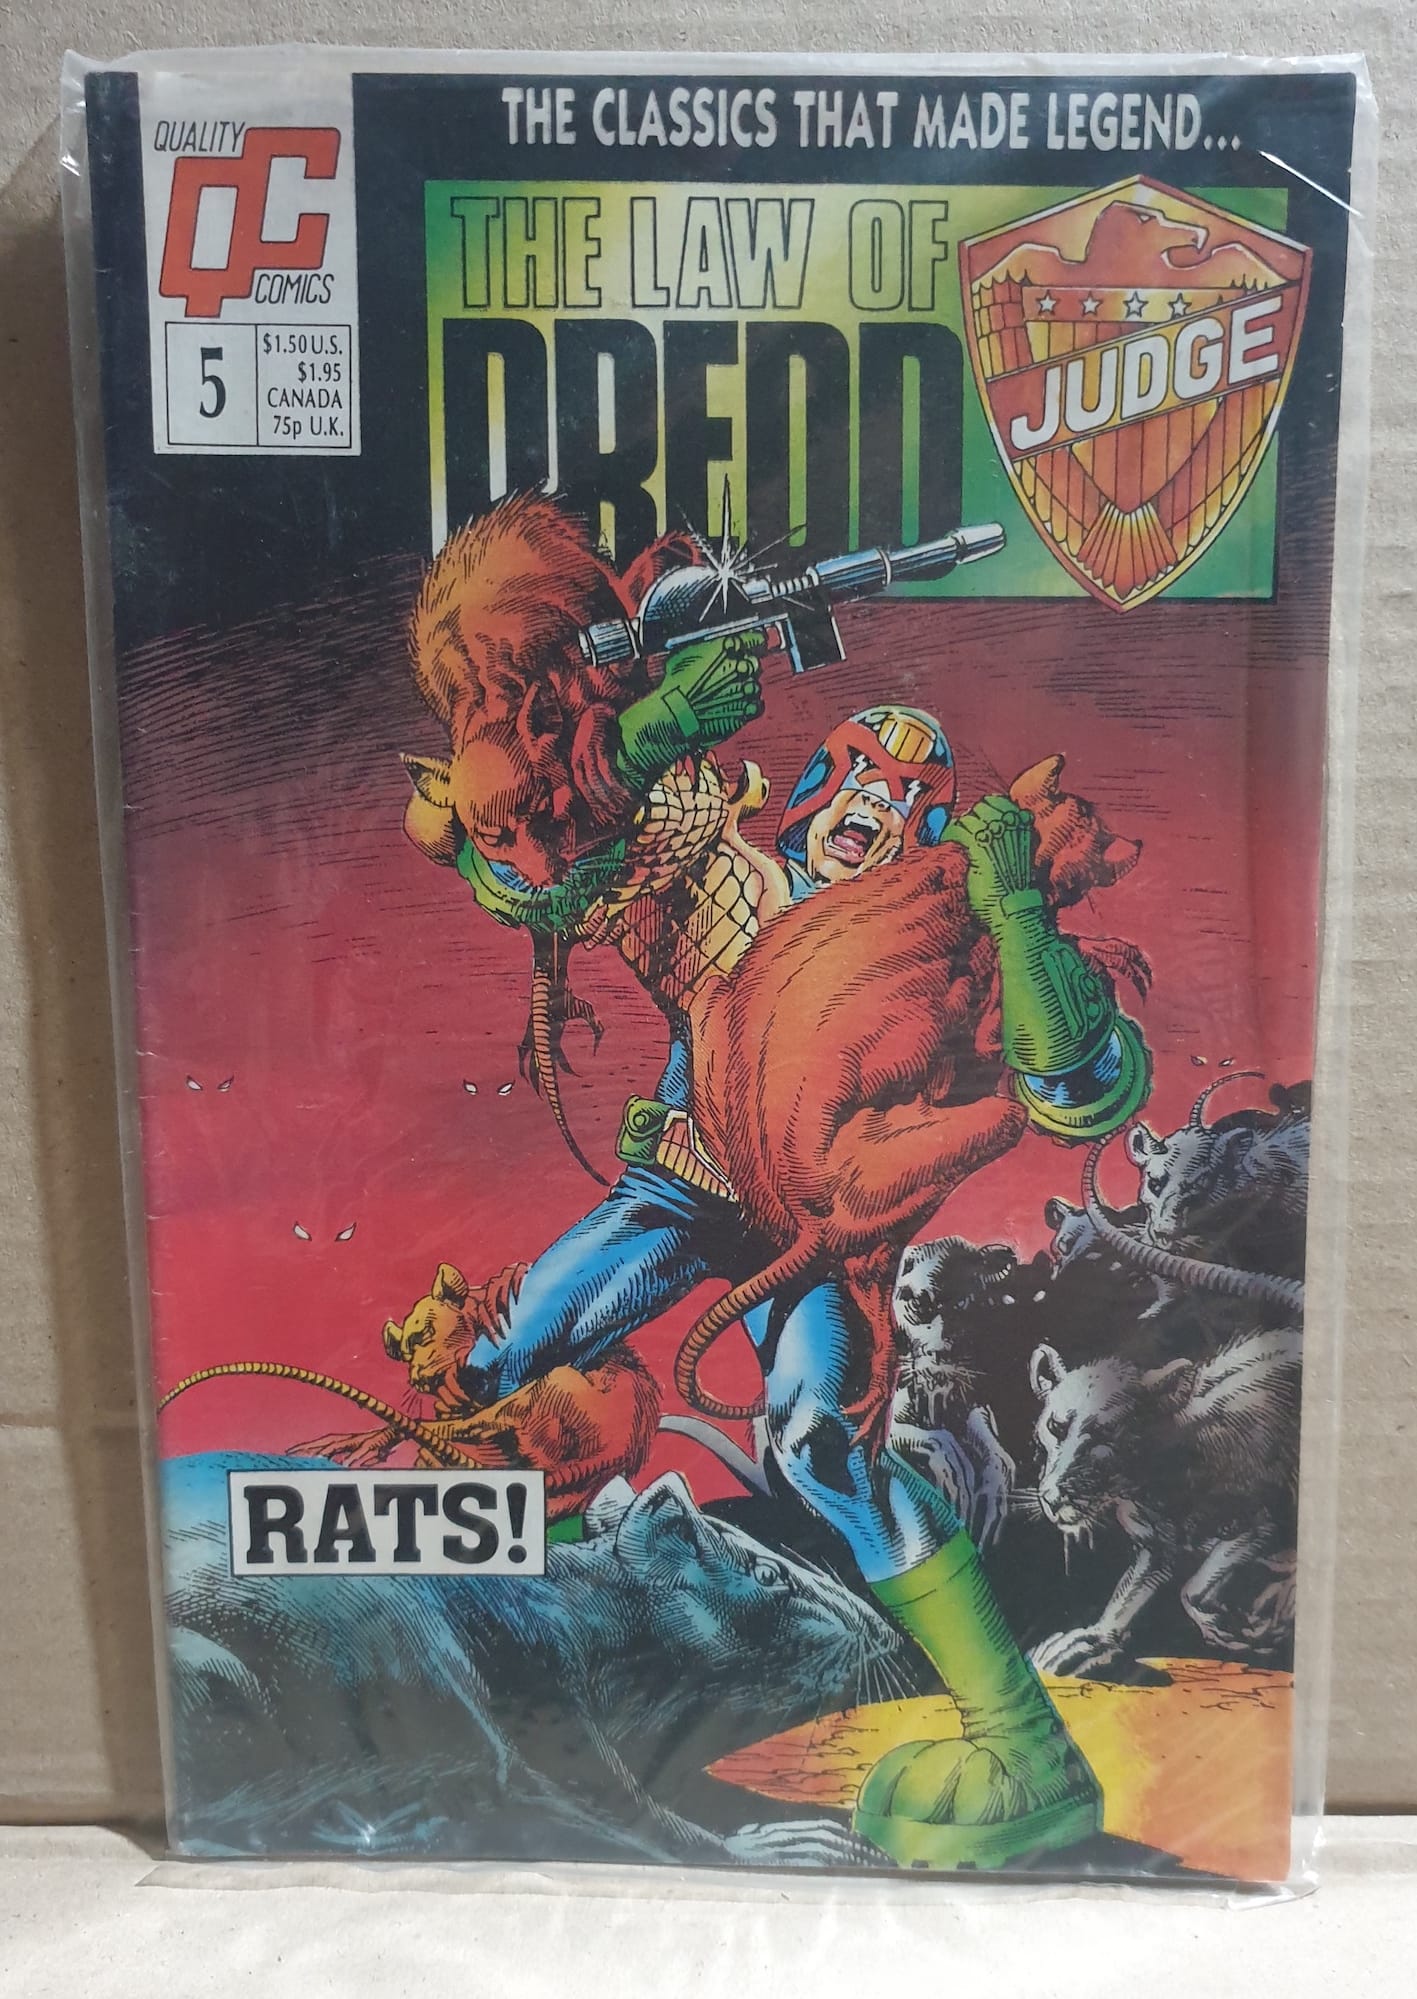 THE CLASSICS THAT MADE LEGEND...
QUALITY
QC
COMICS
5
$1.50 U.S.
$1.95
CANADA
75p U.K.
THE LAW OF
DREDD
JUDGE
RATS!